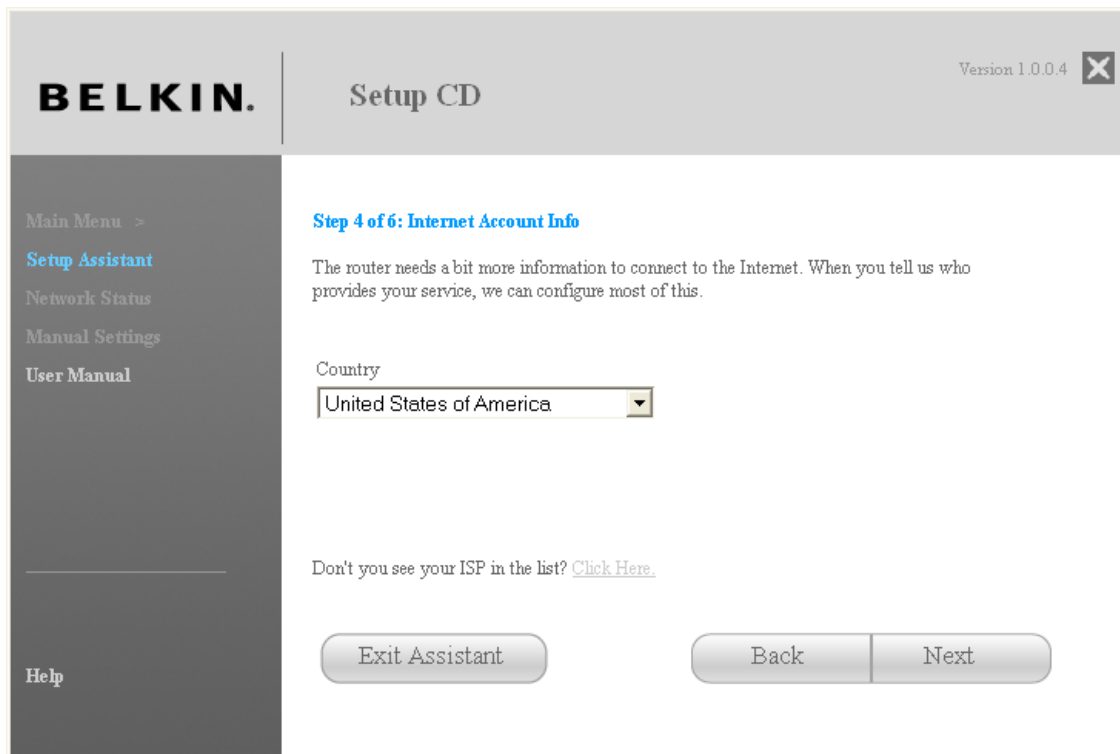 BELKIN.
Setup CD
Version 1.0.0.4
Main Menu >
Setup Assistant
Network Status
Manual Settings
User Manual
Help
Step 4 of 6: Internet Account Info
The router needs a bit more information to connect to the Internet. When you tell us who
provides your service, we can configure most of this.
Country
United States of America
Don't you see your ISP in the list? Click Here.
Exit Assistant
Back
Next